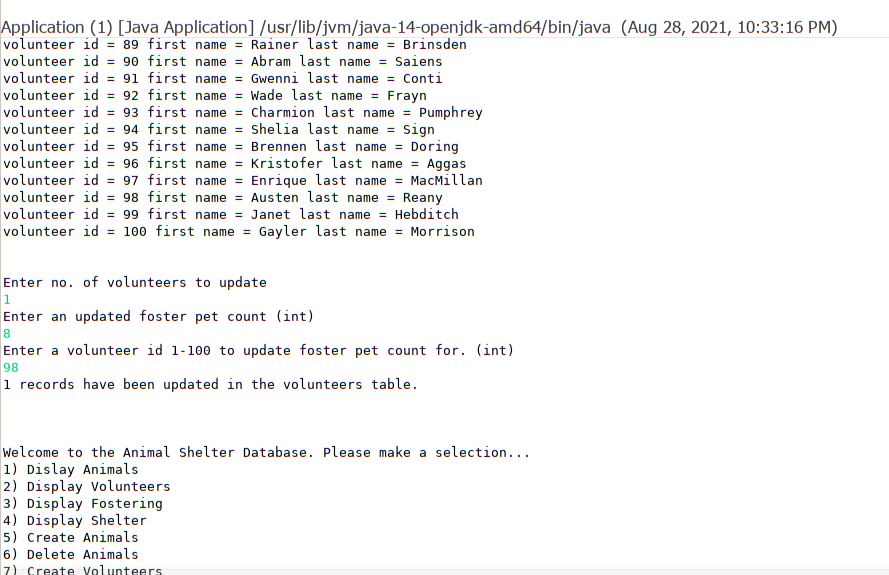 Application (1) [Java Application] /usr/lib/jvm/java-14-openjdk-amd64/bin/java (Aug 28, 2021, 10:33:16 PM)
volunteer id = 89 first name = Rainer last name = Brinsden
volunteer id = 90 first name = Abram last name = Saiens
volunteer id = 91 first name = Gwenni last name = Conti
volunteer id = 92 first name = Wade last name = Frayn
volunteer id = 93 first name = Charmion last name = Pumphrey
volunteer id = 94 first name = Shelia last name = Sign
volunteer id = 95 first name = Brennen last name = Doring
volunteer id = 96 first name = Kristofer last name = Aggas
volunteer id = 97 first name = Enrique last name = MacMillan
volunteer id = 98 first name = Austen last name = Reany
volunteer id = 99 first name = Janet last name = Hebditch
volunteer id = 100 first name = Gayler last name = Morrison
Enter no. of volunteers to update
1
Enter an updated foster pet count (int)
8
Enter a volunteer id 1-100 to update foster pet count for. (int)
98
1 records have been updated in the volunteers table.
Welcome to the Animal Shelter Database. Please make a selection...
1) Dislay Animals
2) Display Volunteers
3) Display Fostering
4) Display Shelter
5) Create Animals
6) Delete Animals
7) Create Volunteers